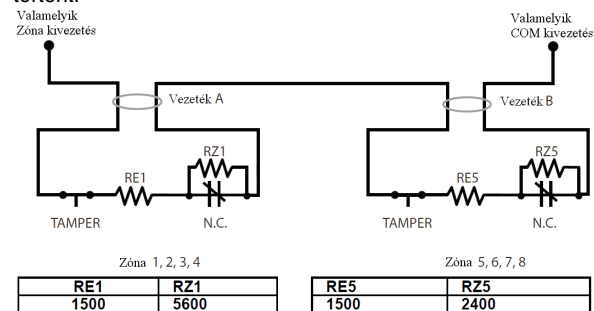 Valamelyik
Zóna kivezetés
Valamelyik
COM kivezetés
Vezeték A
Vezeték B
RZ1
RE1
TAMPER
N.C.
RZ5
RE5
TAMPER
N.C.
Zóna 1, 2, 3, 4
RE1 RZ1
1500 5600
Zóna 5, 6, 7, 8
RE5 RZ5
1500 2400